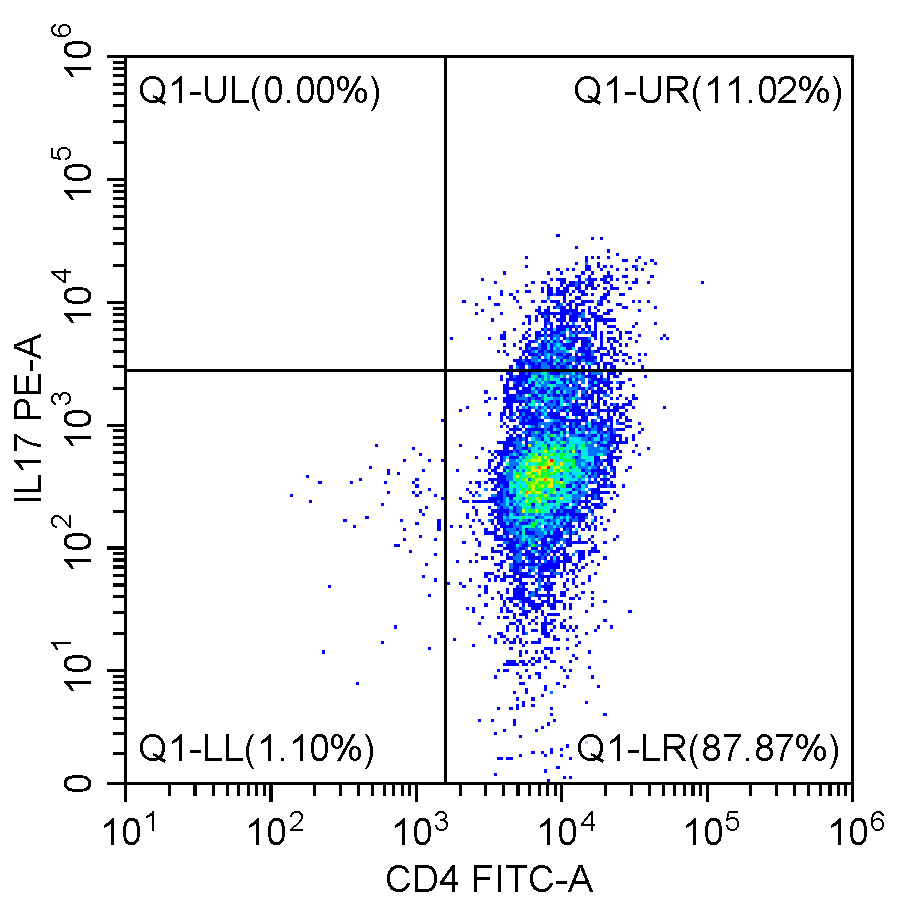 Q1-UL(0.00%) Q1-UR(11.02%)
Q1-LL(1.10%) Q1-LR(87.87%)
10^6
10^5
10^4
10^3
10^2
10^1
0
IL17 PE-A
10^1 10^2 10^3 10^4 10^5 10^6
CD4 FITC-A